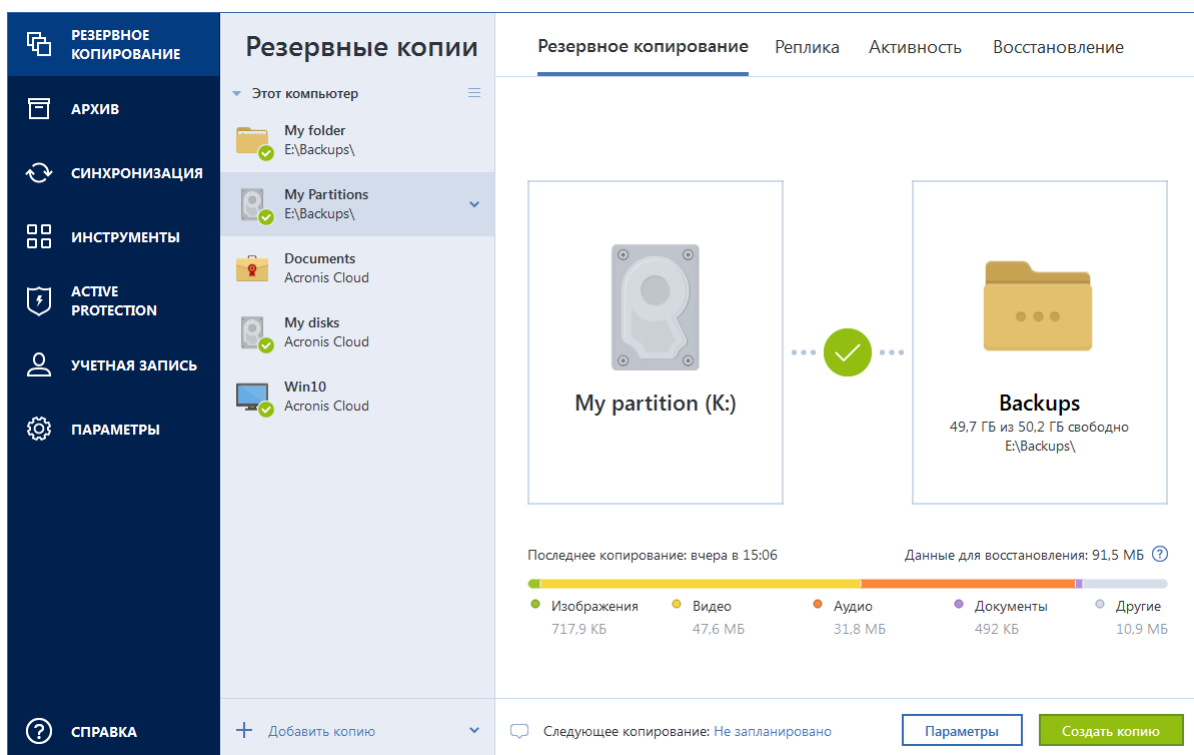 РЕЗЕРВНОЕ
КОПИРОВАНИЕ
АРХИВ
СИНХРОНИЗАЦИЯ
ИНСТРУМЕНТЫ
ACTIVE
PROTECTION
УЧЕТНАЯ ЗАПИСЬ
ПАРАМЕТРЫ
СПРАВКА
Резервные копии
Этот компьютер
My folder
E:\Backups\
My Partitions
E:\Backups\
Documents
Acronis Cloud
My disks
Acronis Cloud
Win10
Acronis Cloud
Добавить копию
Резервное копирование Реплика Активность Восстановление
My partition (K:)
Backups
49,7 ГБ из 50,2 ГБ свободно
E:\Backups\
Последнее копирование: вчера в 15:06 Данные для восстановления: 91,5 МБ ?
Изображения Видео Аудио Документы Другие
717,9 КБ 47,6 МБ 31,8 МБ 492 КБ 10,9 МБ
Следующее копирование: Не запланировано Параметры Создать копию